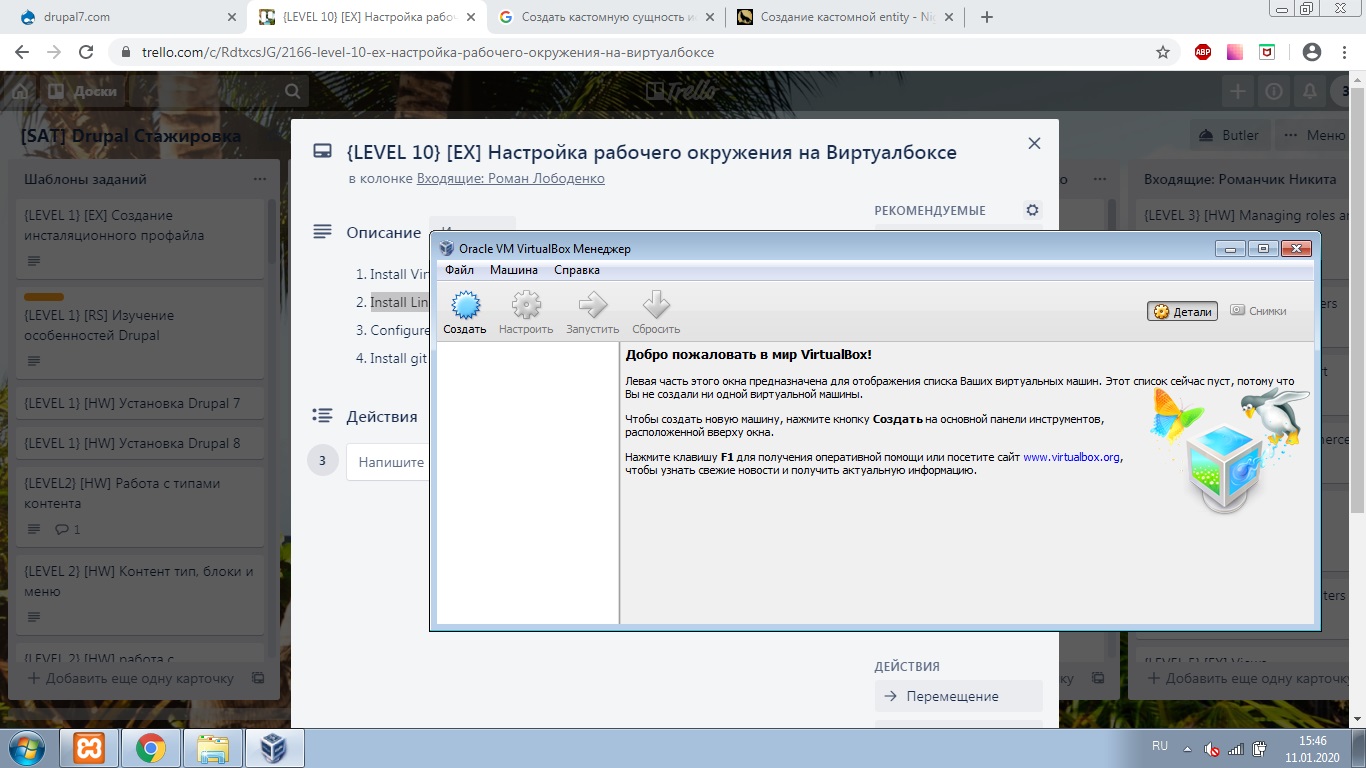 drupal7.com
{LEVEL 10} [EX] Настройка рабоч
Создать кастомную сущность и
Создание кастомной entity - Nig
trello.com/c/RdtxcsJG/2166-level-10-ex-настройка-рабочего-окружения-на-виртуалбоксе
ABP
Доски
Trello
[SAT] Drupal Стажировка
Butler
Меню
Шаблоны заданий
{LEVEL 1} [EX] Создание
инсталяционного профайла
{LEVEL 1} [RS] Изучение
особенностей Drupal
{LEVEL 1} [HW] Установка Drupal 7
{LEVEL 1} [HW] Установка Drupal 8
{LEVEL2} [HW] Работа с типами
контента
1
{LEVEL 2} [HW] Контент тип, блоки и
меню
{LEVEL 2} [HW] работа с
Добавить еще одну карточку
{LEVEL 10} [EX] Настройка рабочего окружения на Виртуалбоксе
в колонке Входящие: Роман Лободенко
РЕКОМЕНДУЕМЫЕ
Описание
1. Install Vir
2. Install Lin
3. Configure
4. Install git
Действия
3
Напишите
ДЕЙСТВИЯ
Перемещение
Входящие: Романчик Никита
{LEVEL 3} [HW] Managing roles an
{LEVEL 5} [EX] Views
Добавить еще одну карточку
Oracle VM VirtualBox Менеджер
Файл Машина Справка
Создать Настроить Запустить Сбросить
Детали Снимки
Добро пожаловать в мир VirtualBox!
Левая часть этого окна предназначена для отображения списка Ваших виртуальных машин. Этот список сейчас пуст, потому что
Вы не создали ни одной виртуальной машины.
Чтобы создать новую машину, нажмите кнопку Создать на основной панели инструментов,
расположенной вверху окна.
Нажмите клавишу F1 для получения оперативной помощи или посетите сайт www.virtualbox.org,
чтобы узнать свежие новости и получить актуальную информацию.
RU
15:46
11.01.2020